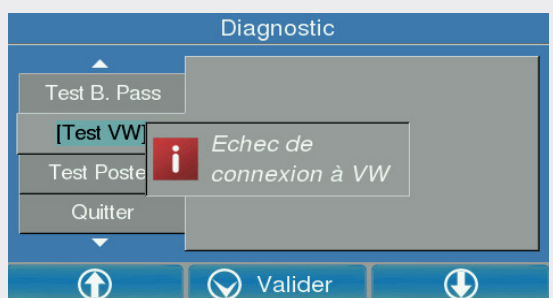 Diagnostic
Test B. Pass
[Test VW]
Echec de
connexion à VW
Test Poste
Quitter
Valider